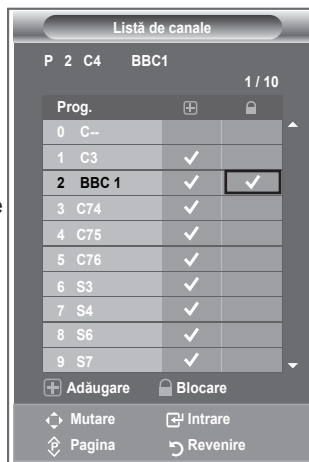 Listă de canale
P 2 C4 BBC1
1 / 10
Prog.
0 C--
1 C3
2 BBC 1
3 C74
4 C75
5 C76
6 S3
7 S4
8 S6
9 S7
Adăugare Blocare
Mutare Intrare
Pagina Revenire
e